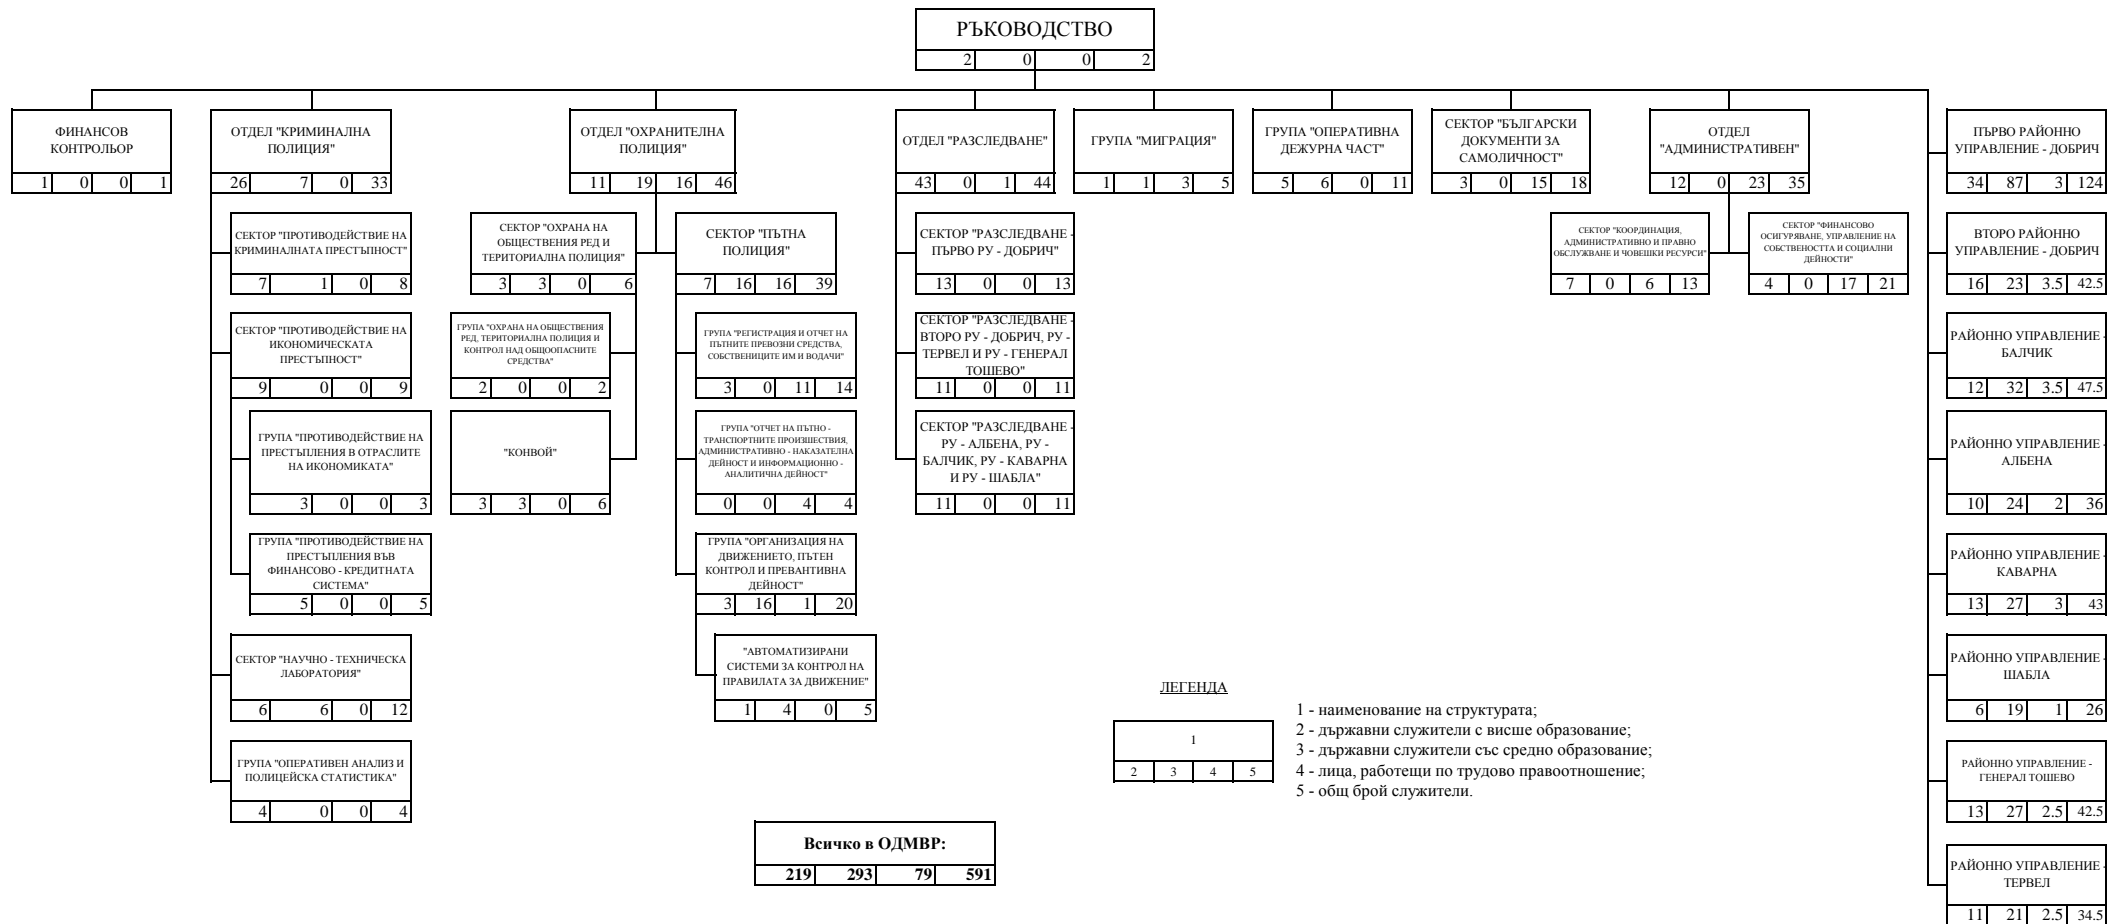 РЪКОВОДСТВО
2 0 0 2
ФИНАНСОВ
КОНТРОЛЬОР
1 0 0 1
ОТДЕЛ "КРИМИНАЛНА
ПОЛИЦИЯ"
26 7 0 33
ОТДЕЛ "ОХРАНИТЕЛНА
ПОЛИЦИЯ"
11 19 16 46
ОТДЕЛ "РАЗСЛЕДВАНЕ"
43 0 1 44
ГРУПА "МИГРАЦИЯ"
1 1 3 5
ГРУПА "ОПЕРАТИВНА
ДЕЖУРНА ЧАСТ"
5 6 0 11
СЕКТОР "БЪЛГАРСКИ
ДОКУМЕНТИ ЗА
САМОЛИЧНОСТ"
3 0 15 18
ОТДЕЛ
"АДМИНИСТРАТИВЕН"
12 0 23 35
ПЪРВО РАЙОННО
УПРАВЛЕНИЕ - ДОБРИЧ
34 87 3 124
СЕКТОР "ПРОТИВОДЕЙСТВИЕ НА
КРИМИНАЛНАТА ПРЕСТЪПНОСТ"
7 1 0 8
СЕКТОР "ОХРАНА НА
ОБЩЕСТВЕНИЯ РЕД И
ТЕРИТОРИАЛНА ПОЛИЦИЯ"
3 3 0 6
СЕКТОР "ПЪТНА
ПОЛИЦИЯ"
7 16 16 39
СЕКТОР "РАЗСЛЕДВАНЕ -
ПЪРВО РУ - ДОБРИЧ"
13 0 0 13
СЕКТОР "КООРДИНАЦИЯ,
АДМИНИСТРАТИВНО И ПРАВНО
ОБСЛУЖВАНЕ И ЧОВЕШКИ РЕСУРСИ"
7 0 6 13
СЕКТОР "ФИНАНСОВО
ОСИГУРЯВАНЕ, УПРАВЛЕНИЕ НА
СОБСТВЕНОСТТА И СОЦИАЛНИ
ДЕЙНОСТИ"
4 0 17 21
ВТОРО РАЙОННО
УПРАВЛЕНИЕ - ДОБРИЧ
16 23 3.5 42.5
СЕКТОР "ПРОТИВОДЕЙСТВИЕ НА
ИКОНОМИЧЕСКАТА
ПРЕСТЪПНОСТ"
9 0 0 9
ГРУПА "ОХРАНА НА ОБЩЕСТВЕНИЯ
РЕД, ТЕРИТОРИАЛНА ПОЛИЦИЯ И
КОНТРОЛ НАД ОБЩООПАСНИТЕ
СРЕДСТВА"
2 0 0 2
ГРУПА "РЕГИСТРАЦИЯ И ОТЧЕТ НА
ПЪТНИТЕ ПРЕВОЗНИ СРЕДСТВА,
СОБСТВЕНИЦИТЕ ИМ И ВОДАЧИ"
3 0 11 14
СЕКТОР "РАЗСЛЕДВАНЕ -
ВТОРО РУ - ДОБРИЧ, РУ -
ТЕРВЕЛ И РУ - ГЕНЕРАЛ
ТОШЕВО"
11 0 0 11
РАЙОННО УПРАВЛЕНИЕ -
БАЛЧИК
12 32 3.5 47.5
ГРУПА "ПРОТИВОДЕЙСТВИЕ НА
ПРЕСТЪПЛЕНИЯ В ОТРАСЛИТЕ
НА ИКОНОМИКАТА"
3 0 0 3
"КОНВОЙ"
3 3 0 6
ГРУПА "ОТЧЕТ НА ПЪТНО -
ТРАНСПОРТНИТЕ ПРОИЗШЕСТВИЯ,
АДМИНИСТРАТИВНО - НАКАЗАТЕЛНА
ДЕЙНОСТ И ИНФОРМАЦИОННО -
АНАЛИТИЧНА ДЕЙНОСТ"
0 0 4 4
СЕКТОР "РАЗСЛЕДВАНЕ -
РУ - АЛБЕНА, РУ -
БАЛЧИК, РУ - КАВАРНА
И РУ - ШАБЛА"
11 0 0 11
РАЙОННО УПРАВЛЕНИЕ -
АЛБЕНА
10 24 2 36
ГРУПА "ПРОТИВОДЕЙСТВИЕ НА
ПРЕСТЪПЛЕНИЯ ВЪВ
ФИНАНСОВО - КРЕДИТНАТА
СИСТЕМА"
5 0 0 5
ГРУПА "ОРГАНИЗАЦИЯ НА
ДВИЖЕНИЕТО, ПЪТЕН
КОНТРОЛ И ПРЕВАНТИВНА
ДЕЙНОСТ"
3 16 1 20
РАЙОННО УПРАВЛЕНИЕ -
КАВАРНА
13 27 3 43
СЕКТОР "НАУЧНО - ТЕХНИЧЕСКА
ЛАБОРАТОРИЯ"
6 6 0 12
"АВТОМАТИЗИРАНИ
СИСТЕМИ ЗА КОНТРОЛ НА
ПРАВИЛАТА ЗА ДВИЖЕНИЕ"
1 4 0 5
РАЙОННО УПРАВЛЕНИЕ -
ШАБЛА
6 19 1 26
ГРУПА "ОПЕРАТИВЕН АНАЛИЗ И
ПОЛИЦЕЙСКА СТАТИСТИКА"
4 0 0 4
ЛЕГЕНДА
1
2 3 4 5
1 - наименование на структурата;
2 - държавни служители с висше образование;
3 - държавни служители със средно образование;
4 - лица, работещи по трудово правоотношение;
5 - общ брой служители.
РАЙОННО УПРАВЛЕНИЕ -
ГЕНЕРАЛ ТОШЕВО
13 27 2.5 42.5
Всичко в ОДМВР:
219 293 79 591
РАЙОННО УПРАВЛЕНИЕ -
ТЕРВЕЛ
11 21 2.5 34.5